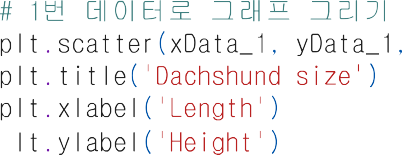 # 1번 데이터로 그래프 그리기
plt.scatter(xData_1, yData_1,
plt.title('Dachshund size')
plt.xlabel('Length')
lt.ylabel('Height')